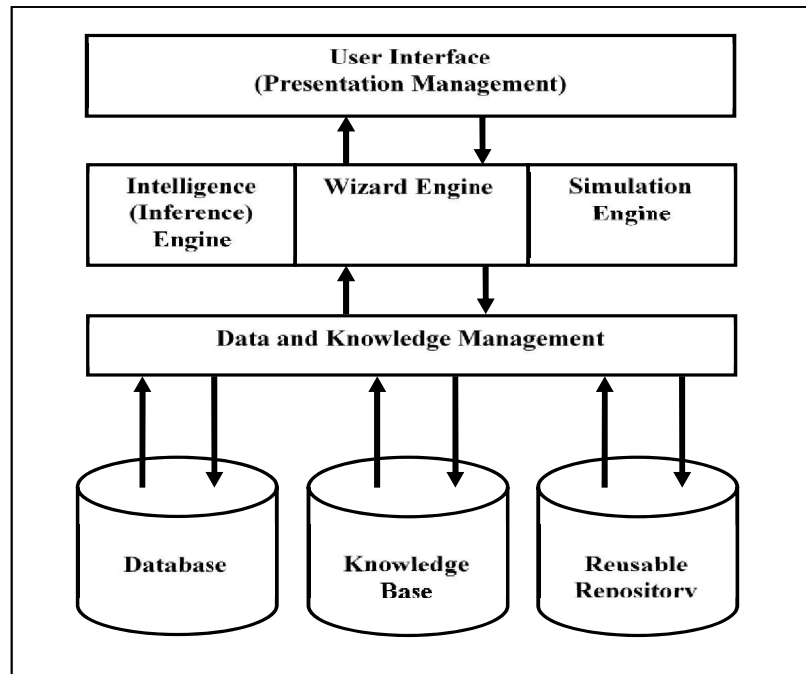 User Interface
(Presentation Management)
Intelligence
(Inference)
Engine
Wizard Engine
Simulation
Engine
Data and Knowledge Management
Database
Knowledge
Base
Reusable
Repository